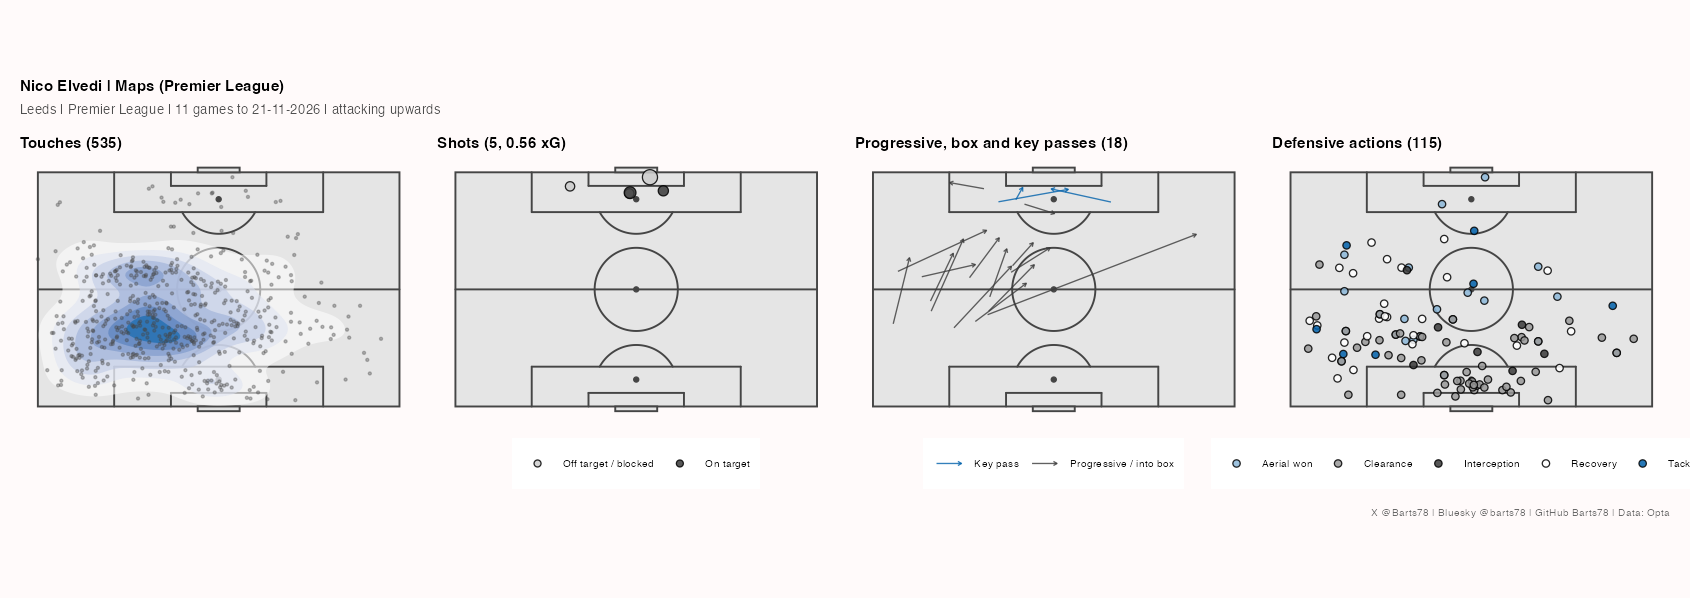 Nico Elvedi | Maps (Premier League)
Leeds | Premier League | 11 games to 21-11-2026 | attacking upwards
Touches (535)
Shots (5, 0.56 xG)
Progressive, box and key passes (18)
Defensive actions (115)
Off target / blocked
On target
Key pass
Progressive / into box
Aerial won
Clearance
Interception
Recovery
Tack
X @Barts78 | Bluesky @barts78 | GitHub Barts78 | Data: Opta